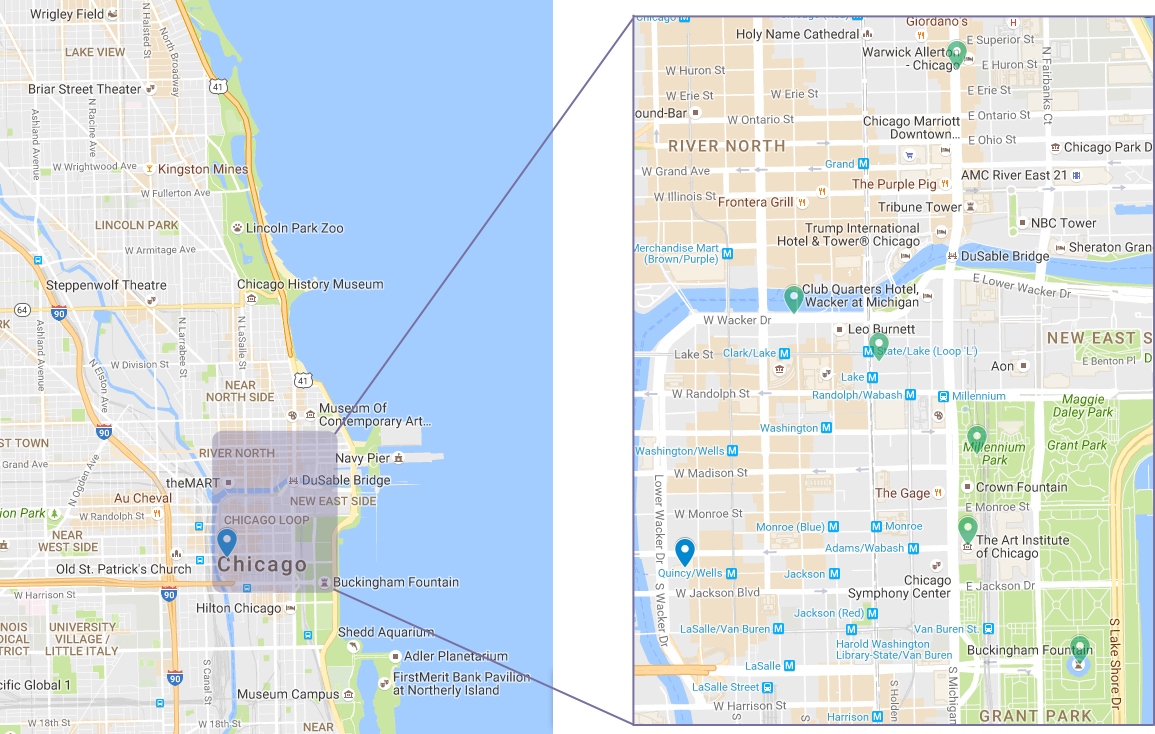 Wrigley Field
N Halsted St
North Broadway
LAKE VIEW
41
Briar Street Theater
Ashland Avenue
N Racine Ave
W Wrightwood Ave
Kingston Mines
W Fullerton Ave
LINCOLN PARK
Lincoln Park Zoo
W Armitage Ave
Steppenwolf Theatre
Chicago History Museum
64
90
RK
Ashland Avenue
N Elston Ave
N Larrabee St
N LaSalle St
W Division St
41
NEAR
NORTH SIDE
Museum Of
Contemporary Art...
90
ST TOWN
RIVER NORTH
Navy Pier
Grand Ave
N Ogden Ave
theMART
DuSable Bridge
Au Cheval
NEW EAST SIDE
ion Park
W Randolph St
CHICAGO LOOP
NEAR
WEST SIDE
Old St. Patrick's Church
Chicago
Buckingham Fountain
W Harrison St
90
Hilton Chicago
NOIS
DICAL
TRICT
UNIVERSITY
VILLAGE /
LITTLE ITALY
Shedd Aquarium
Adler Planetarium
S Canal St
90
cific Global 1
FirstMerit Bank Pavilion
at Northerly Island
Museum Campus
W 18th St
W 18th St
NEAR
Chicago
Giordano's
H
Holy Name Cathedral
E Superior St
Warwick Allerton
- Chicago
N Fairbanks Ct
W Huron St
E Huron St
W Erie St
W Erie St
E Erie St
ound-Bar
W Ontario St
E Ontario St
Chicago Marriott
Downtown...
E Ohio St
RIVER NORTH
Chicago Park D
Grand
W Grand Ave
The Purple Pig
AMC River East 21
W Illinois St
Frontera Grill
Tribune Tower
NBC Tower
Trump International
Hotel & Tower® Chicago
Merchandise Mart
(Brown/Purple)
Sheraton Gran
DuSable Bridge
Club Quarters Hotel,
Wacker at Michigan
E Lower Wacker Dr
W Wacker Dr
Leo Burnett
NEW EAST S
Lake St
Clark/Lake
State/Lake (Loop 'L')
E Benton Pl
D
Aon
Lake
W Randolph St
Randolph/Wabash
Millennium
Maggie
Daley Park
Washington
Washington/Wells
Millennium
Park
Grant Park
W Madison St
Lower Wacker Dr
The Gage
Crown Fountain
W Monroe St
E Monroe St
Monroe (Blue)
Monroe
Adams/Wabash
The Art Institute
of Chicago
Quincy/Wells
Jackson
Chicago
Symphony Center
E Jackson Dr
W Jackson Blvd
S Wacker Dr
Jackson (Red)
LaSalle/Van Buren
Van Buren St.
Harold Washington
Library-State/Van Buren
Buckingham Fountain
S Lake Shore Dr
LaSalle
LaSalle Street
S Michigan
W Harrison St
S Holden
S
S
Harrison
GRANT PARK